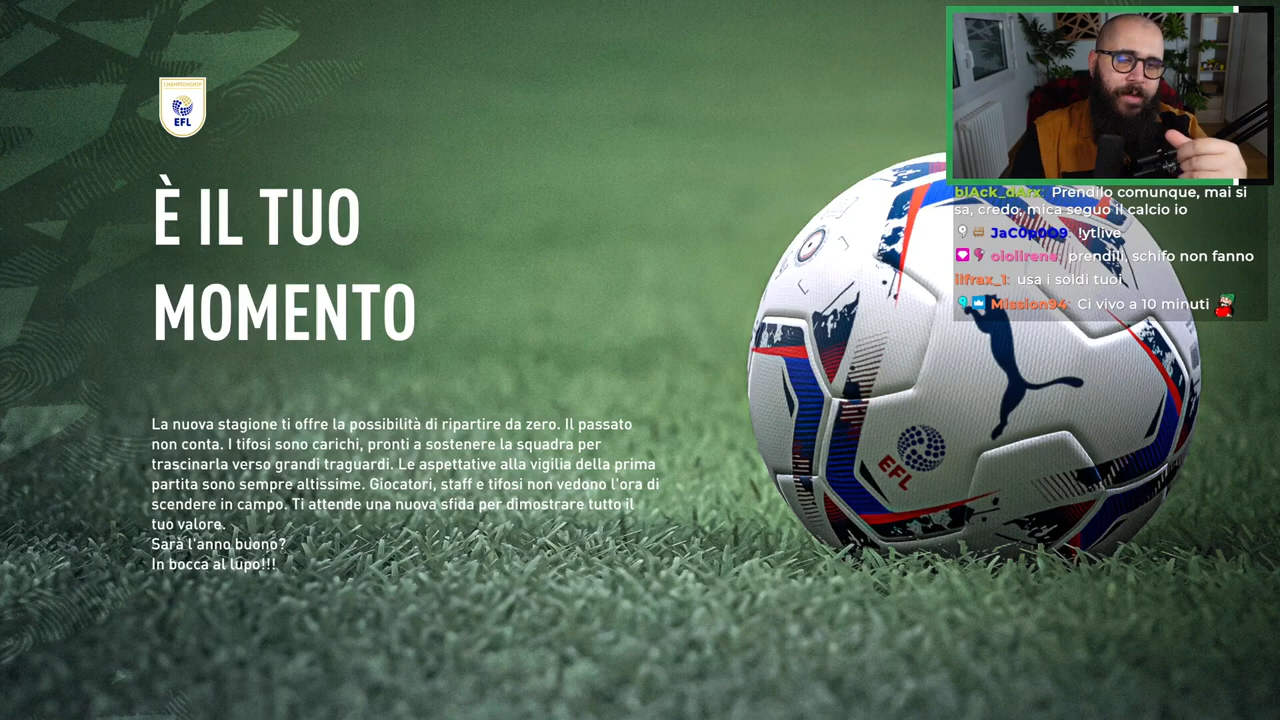 CHAMPIONSHIP
EFL
È IL TUO
MOMENTO
La nuova stagione ti offre la possibilità di ripartire da zero. Il passato
non conta. I tifosi sono carichi, pronti a sostenere la squadra per
trascinarla verso grandi traguardi. Le aspettative alla vigilia della prima
partita sono sempre altissime. Giocatori, staff e tifosi non vedono l'ora di
scendere in campo. Ti attende una nuova sfida per dimostrare tutto il
tuo valore.
Sarà l'anno buono?
In bocca al lupo!!!
EFL
blAck_dArx: Prendilo comunque, mai si
sa, credo, mica seguo il calcio io
JaC0p0O9: !ytlive
oiolirene: prendili, schifo non fanno
ilfrax_1: usa i soldi tuoi
Mission94: Ci vivo a 10 minuti